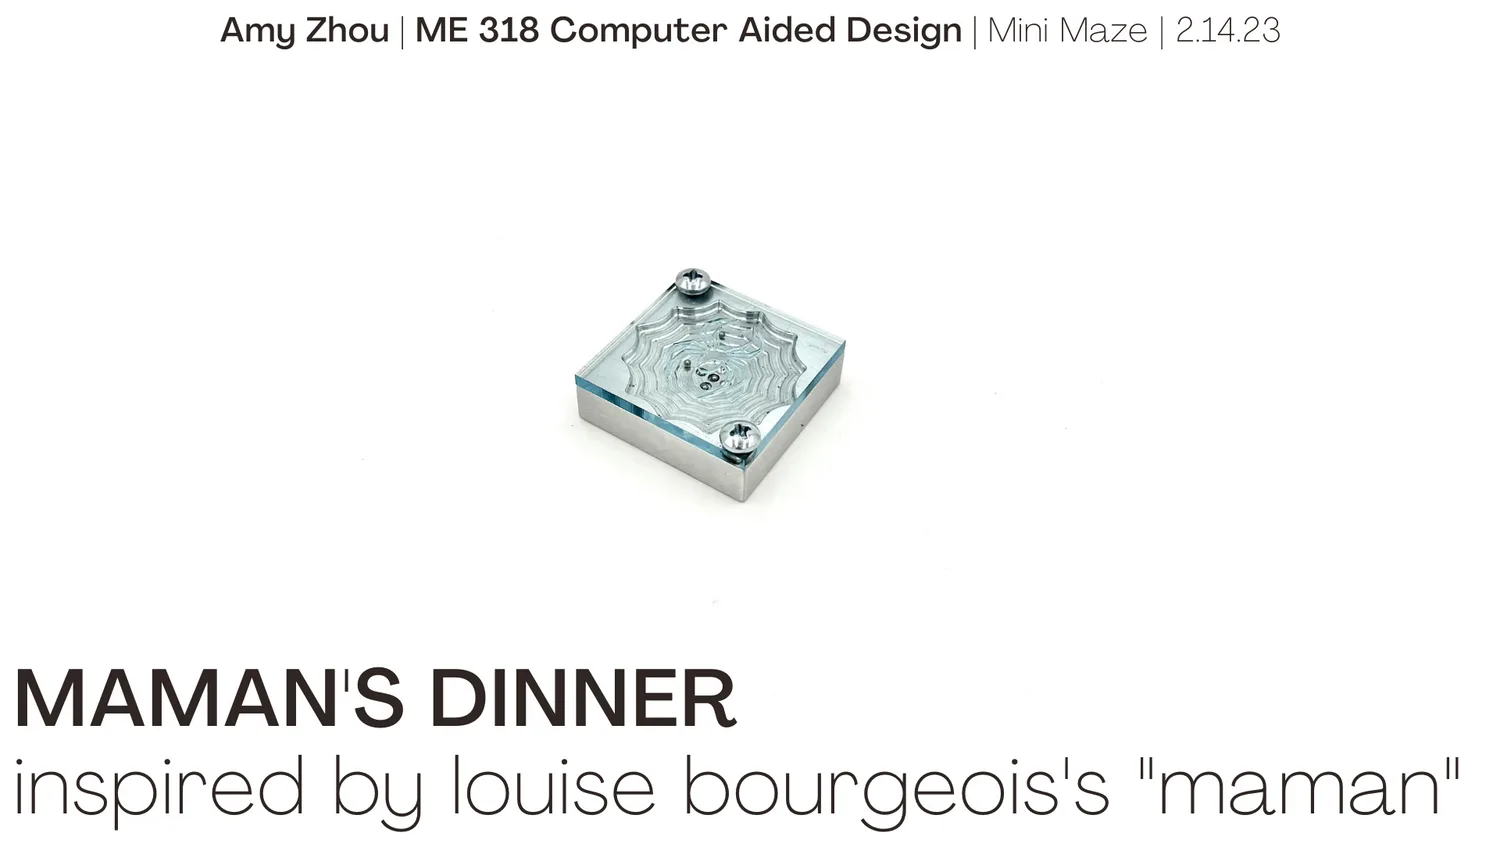 Amy Zhou | ME 318 Computer Aided Design | Mini Maze | 2.14.23
MAMAN'S DINNER
inspired by louise bourgeois's "maman"